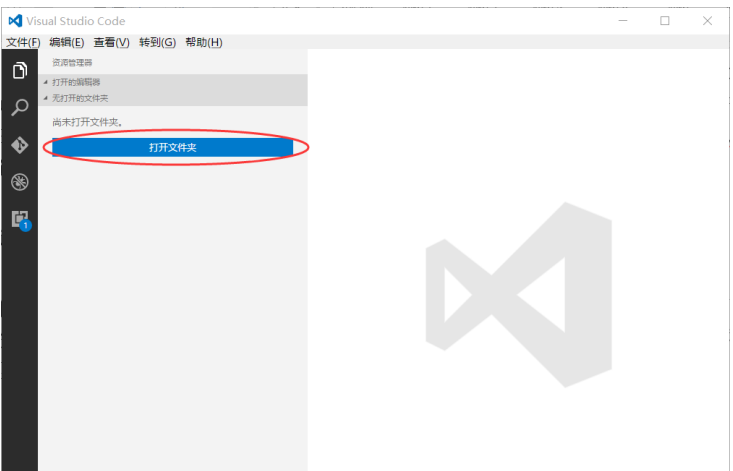 Visual Studio Code
文件(F) 编辑(E) 查看(V) 转到(G) 帮助(H)
资源管理器
打开的编辑器
无打开的文件夹
尚未打开文件夹。
打开文件夹
1